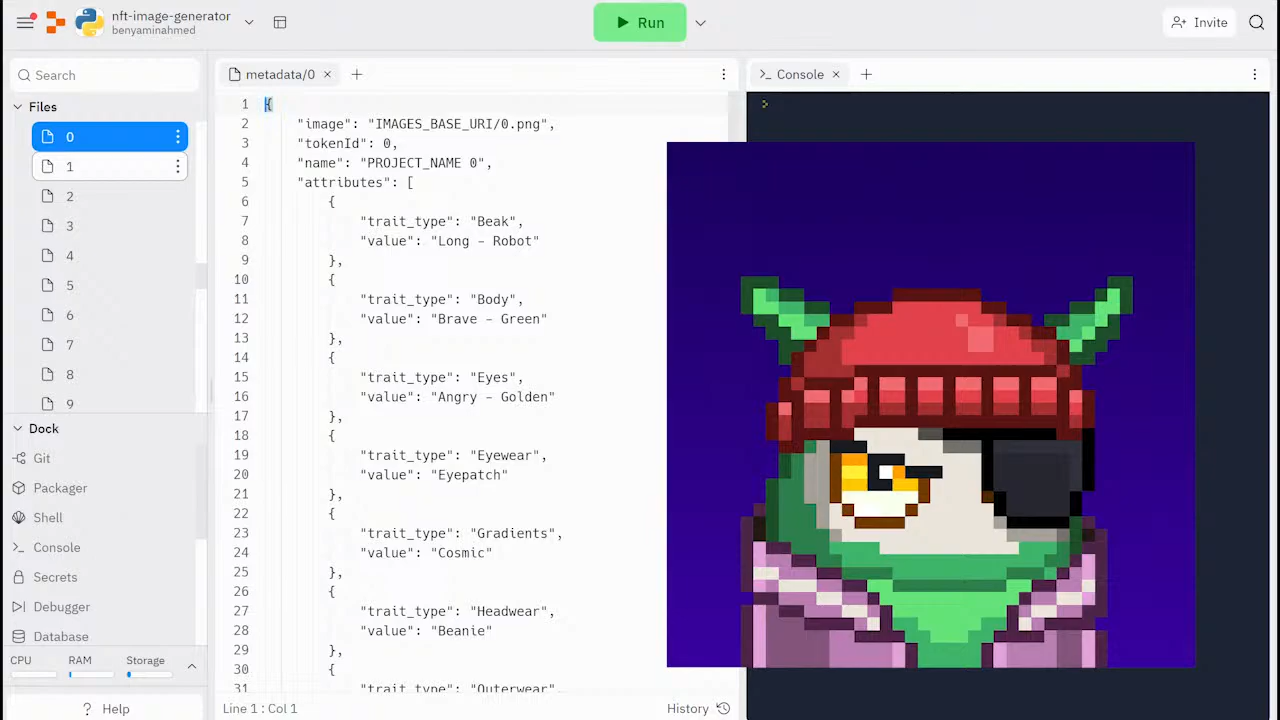 nft-image-generator
benyaminahmed
Run
Invite
Search
Files
0
1
2
3
4
5
6
7
8
9
Dock
Git
Packager
Shell
Console
Secrets
Debugger
Database
CPU RAM Storage
? Help
metadata/0 × +
1 {
2 "image": "IMAGES_BASE_URI/0.png",
3 "tokenId": 0,
4 "name": "PROJECT_NAME 0",
5 "attributes": [
6 {
7 "trait_type": "Beak",
8 "value": "Long - Robot"
9 },
10 {
11 "trait_type": "Body",
12 "value": "Brave - Green"
13 },
14 {
15 "trait_type": "Eyes",
16 "value": "Angry - Golden"
17 },
18 {
19 "trait_type": "Eyewear",
20 "value": "Eyepatch"
21 },
22 {
23 "trait_type": "Gradients",
24 "value": "Cosmic"
25 },
26 {
27 "trait_type": "Headwear",
28 "value": "Beanie"
29 },
30 {
31 "trait_type": "Outerwear",
Line 1 : Col 1
History
>_ Console × +
>